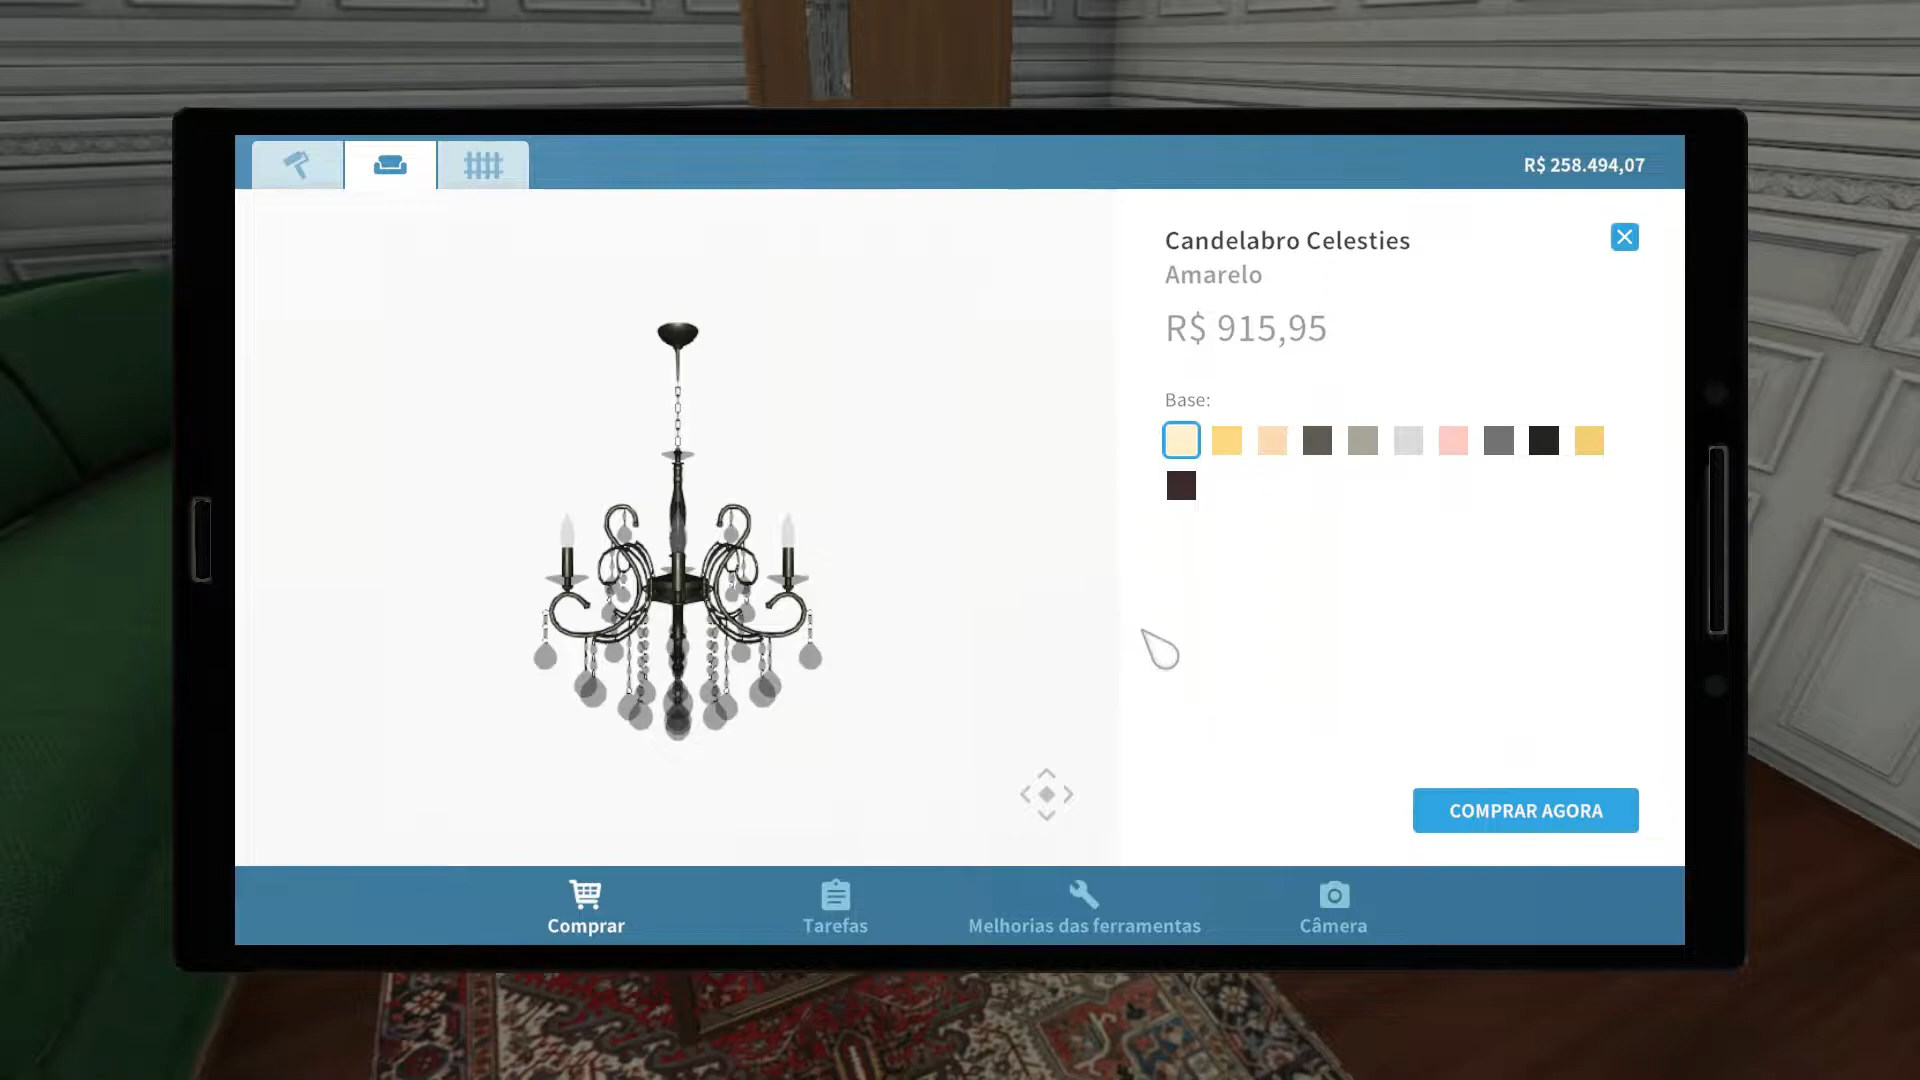 R$ 258.494,07
Candelabro Celesties
Amarelo
R$ 915,95
Base:
COMPRAR AGORA
Comprar
Tarefas
Melhorias das ferramentas
Câmera